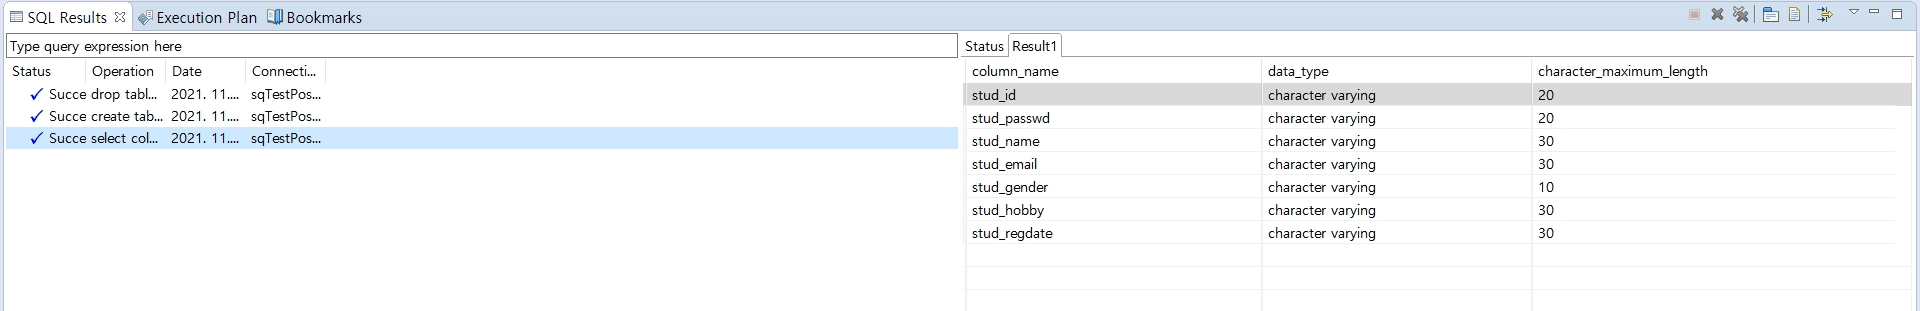 SQL Results Execution Plan Bookmarks
Type query expression here
Status Operation Date Connecti...
Succe drop tabl... 2021. 11.... sqTestPos...
Succe create tab... 2021. 11.... sqTestPos...
Succe select col... 2021. 11.... sqTestPos...
Status Result1
column_name data_type character_maximum_length
stud_id character varying 20
stud_passwd character varying 20
stud_name character varying 30
stud_email character varying 30
stud_gender character varying 10
stud_hobby character varying 30
stud_regdate character varying 30